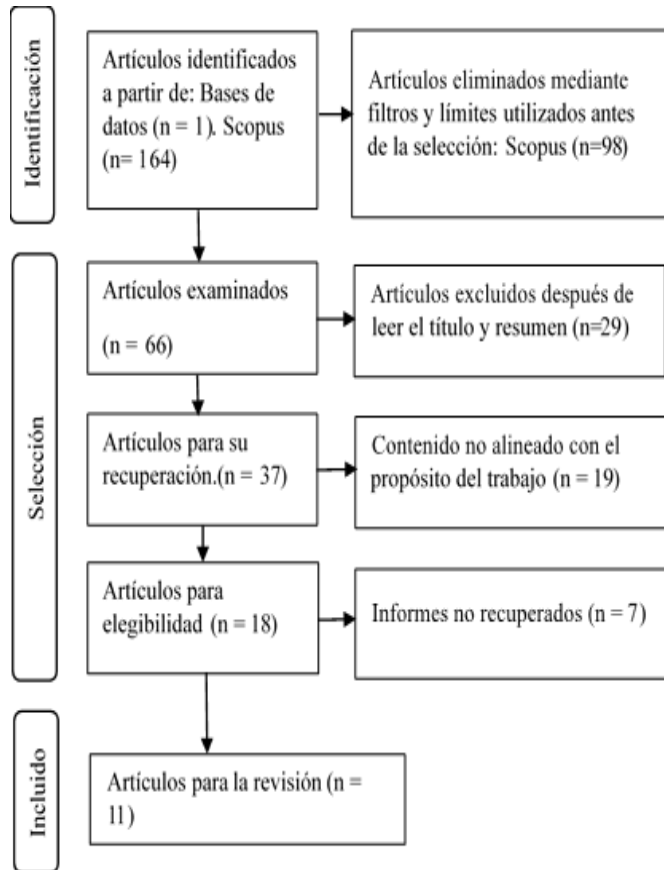 Identificación
Artículos identificados
a partir de: Bases de
datos (n = 1). Scopus
(n= 164)
Artículos eliminados mediante
filtros y límites utilizados antes
de la selección: Scopus (n=98)
Selección
Artículos examinados
(n = 66)
Artículos excluidos después de
leer el título y resumen (n=29)
Artículos para su
recuperación.(n = 37)
Contenido no alineado con el
propósito del trabajo (n = 19)
Artículos para
elegibilidad (n = 18)
Informes no recuperados (n = 7)
Incluido
Artículos para la revisión (n =
11)